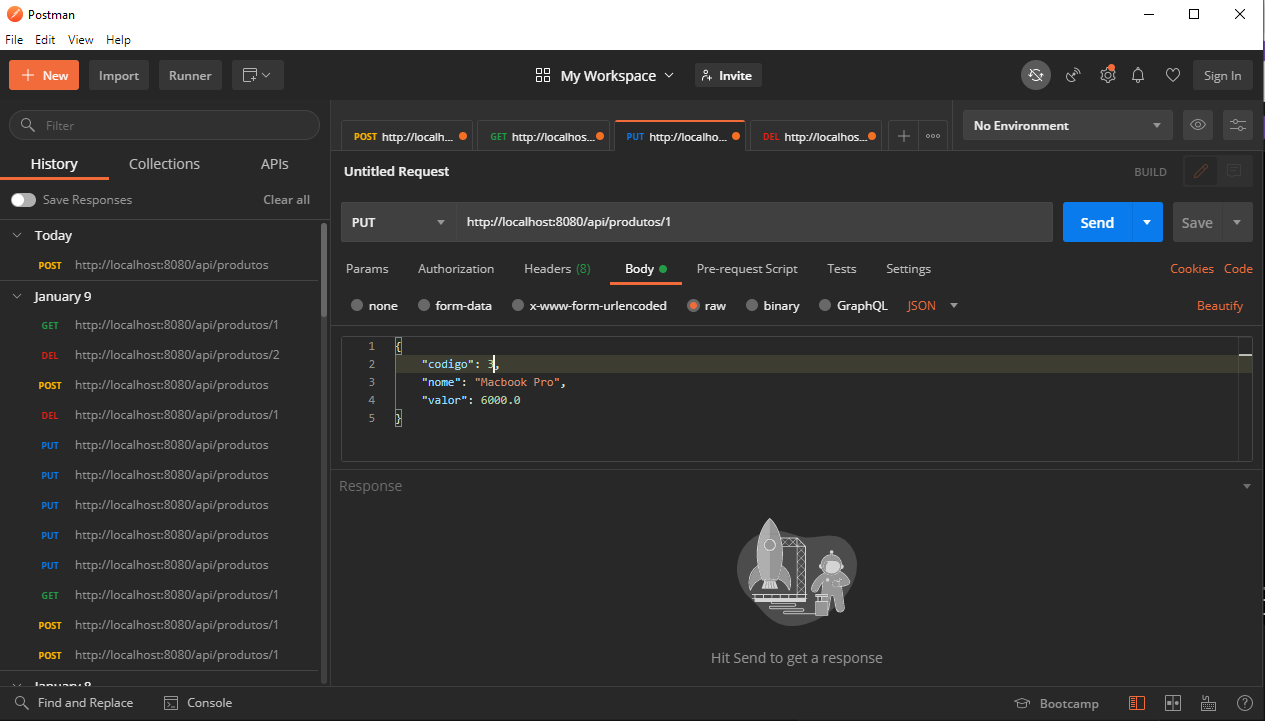 Postman
File Edit View Help
+ New Import Runner My Workspace Invite Sign In
Filter
History Collections APIs
Save Responses Clear all
Today
POST http://localhost:8080/api/produtos
January 9
GET http://localhost:8080/api/produtos/1
DEL http://localhost:8080/api/produtos/2
POST http://localhost:8080/api/produtos
DEL http://localhost:8080/api/produtos/1
PUT http://localhost:8080/api/produtos
PUT http://localhost:8080/api/produtos
PUT http://localhost:8080/api/produtos
PUT http://localhost:8080/api/produtos
PUT http://localhost:8080/api/produtos
GET http://localhost:8080/api/produtos/1
POST http://localhost:8080/api/produtos/1
POST http://localhost:8080/api/produtos/1
January 8
POST http://localh... GET http://localhos... PUT http://localho... DEL http://localhos... + ooo No Environment
Untitled Request BUILD
PUT http://localhost:8080/api/produtos/1 Send Save
Params Authorization Headers (8) Body Pre-request Script Tests Settings Cookies Code
none form-data x-www-form-urlencoded raw binary GraphQL JSON Beautify
1 {
2 "codigo": 3,
3 "nome": "Macbook Pro",
4 "valor": 6000.0
5 }
Response
Hit Send to get a response
Find and Replace Console Bootcamp ?